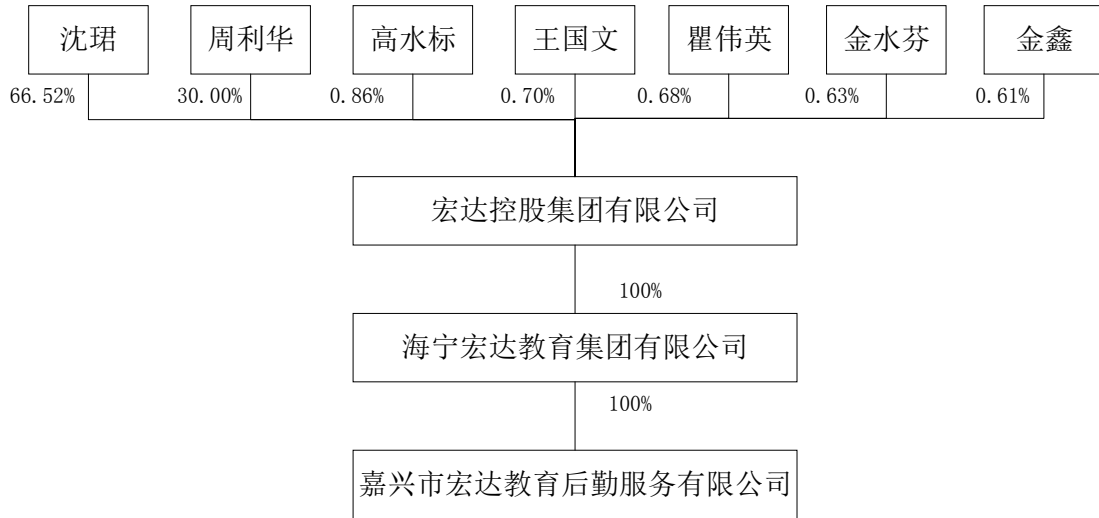 沈珺 周利华 高水标 王国文 瞿伟英 金水芬 金鑫
66.52% 30.00% 0.86% 0.70% 0.68% 0.63% 0.61%
宏达控股集团有限公司
100%
海宁宏达教育集团有限公司
100%
嘉兴市宏达教育后勤服务有限公司